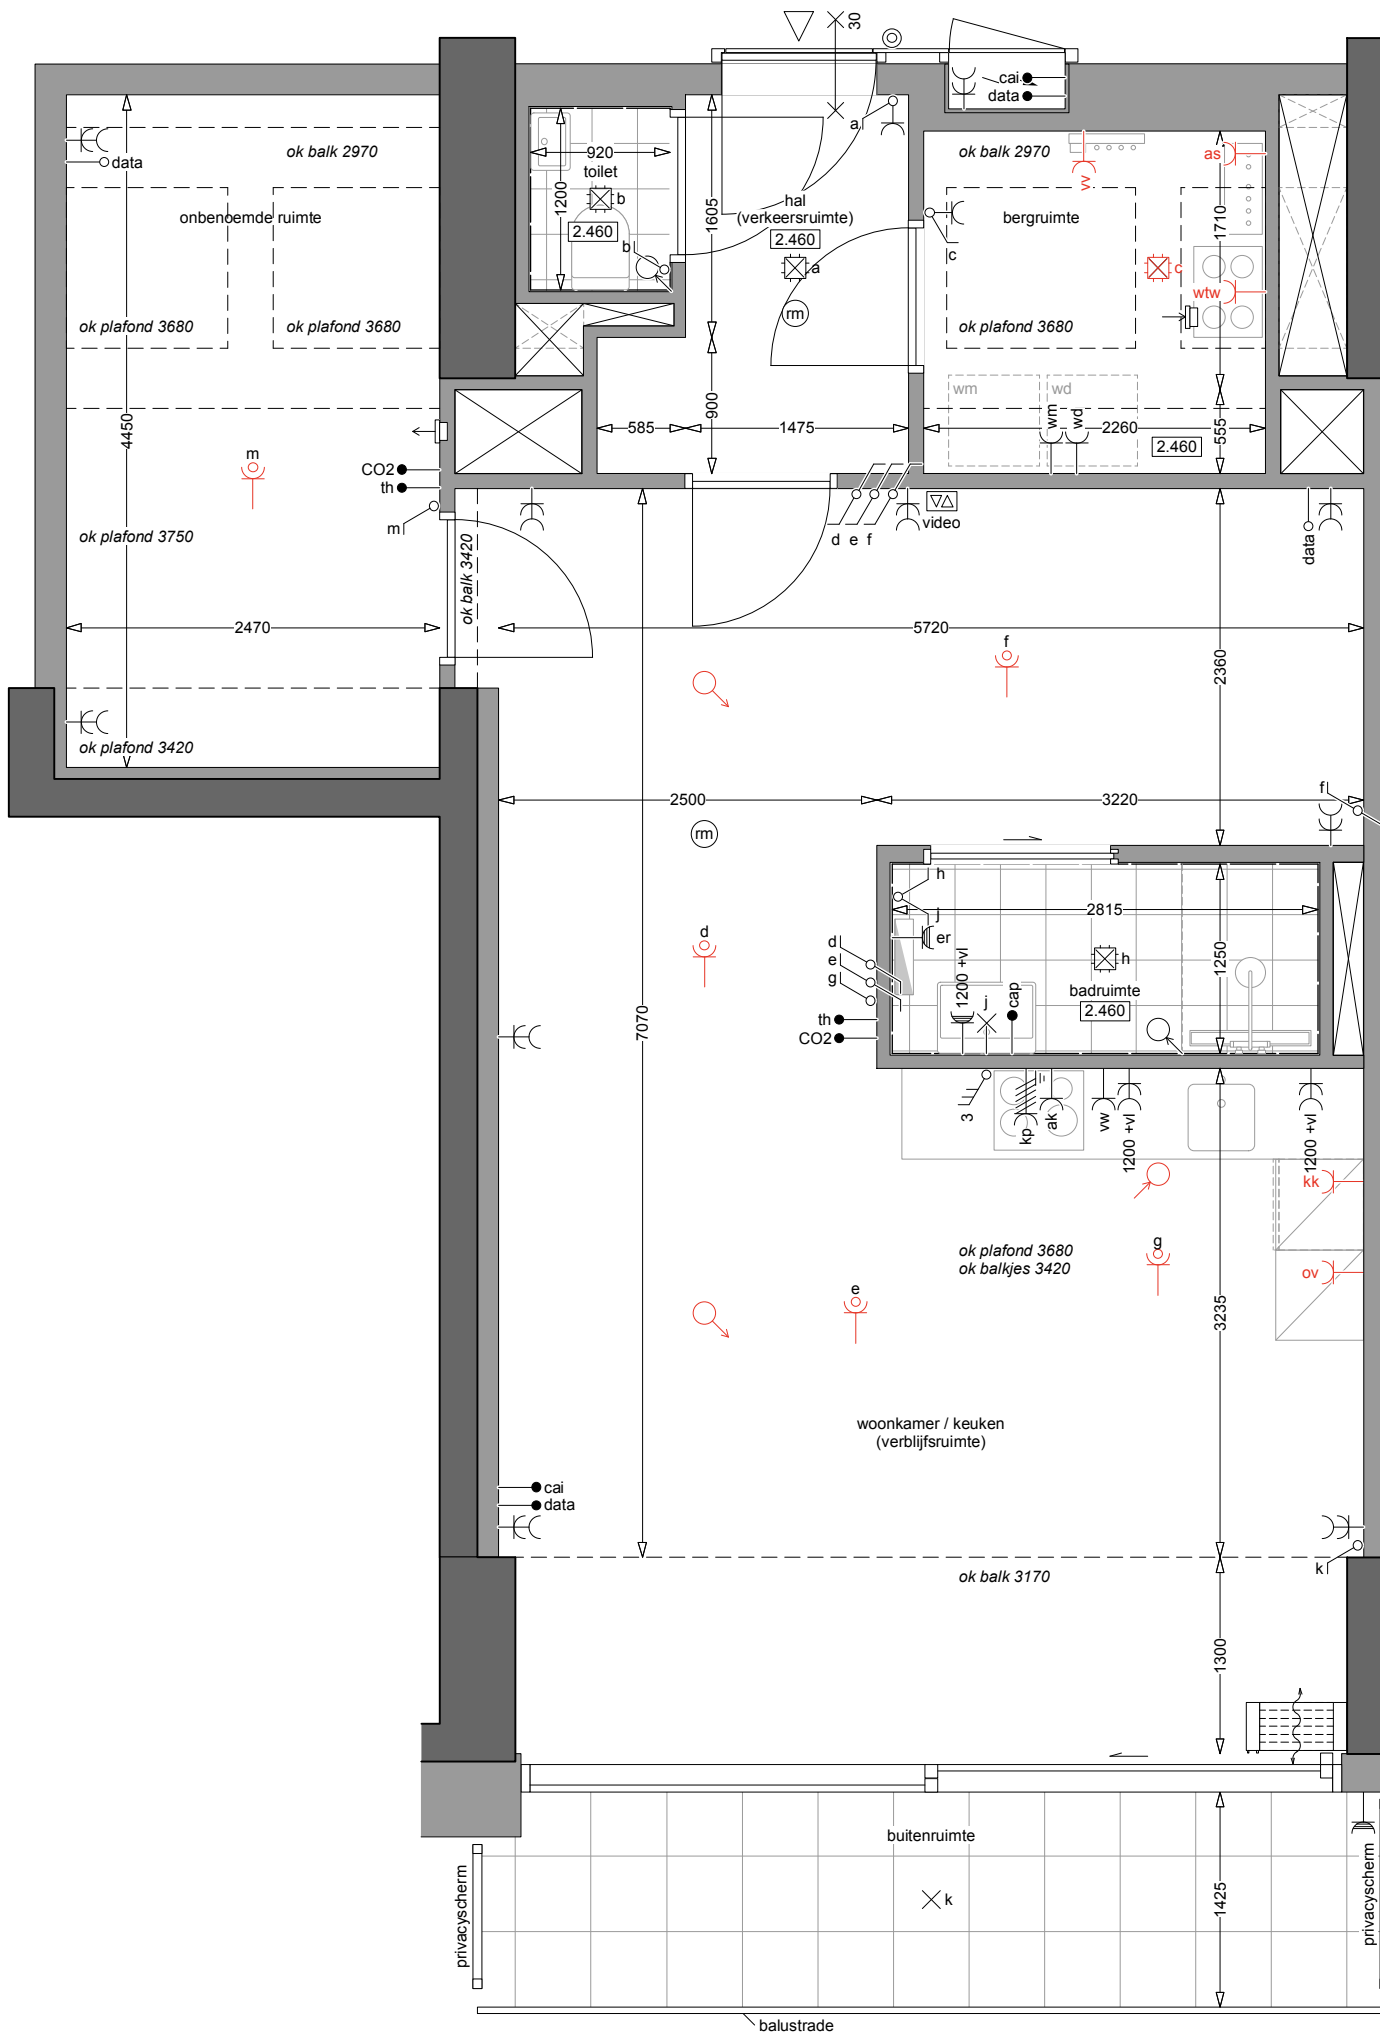 30
cai
data
a
ok balk 2970
data
onbenoemde ruimte
920
toilet
1200
b
2.460
b
1605
hal
(verkeersruimte)
2.460
a
rm
ok balk 2970
vv
as
bergruimte
1710
c
c
wtw
ok plafond 3680
ok plafond 3680
ok plafond 3680
4450
900
585
1475
wm
wd
wm
wd
2260
2.460
555
m
CO2
th
m
d e f
video
data
ok plafond 3750
ok balk 3420
2470
5720
f
2360
ok plafond 3420
2500
3220
f
rm
h
j
er
2815
d
d
e
g
1200 +vl
j
cap
h
badruimte
2.460
1250
th
CO2
7070
3
kp
ak
vw
1200 +vl
1200 +vl
kk
ok plafond 3680
ok balkjes 3420
g
ov
e
3235
woonkamer / keuken
(verblijfsruimte)
cai
data
k
ok balk 3170
1300
buitenruimte
privacyscherm
k
1425
privacyscherm
balustrade